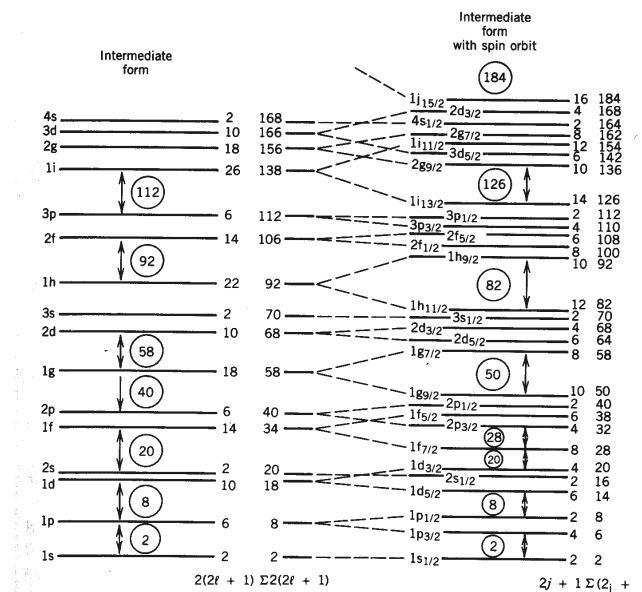 Intermediate
form
Intermediate
form
with spin orbit
184
1j15/2 16 184
2d3/2 4 168
4s 2 168 4s1/2 2 164
3d 10 166 2g7/2 8 162
2g 18 156 1i11/2 12 154
3d5/2 6 142
1i 26 138 2g9/2 10 136
112 126
1i13/2 14 126
3p 6 112 3p1/2 2 112
3p3/2 4 110
2f 14 106 2f5/2 6 108
2f1/2 8 100
92 1h9/2 10 92
1h 22 92 82
1h11/2 12 82
3s 2 70 3s1/2 2 70
2d 10 68 2d3/2 4 68
2d5/2 6 64
58 1g7/2 8 58
1g 18 58 50
40 1g9/2 10 50
2p 6 40 2p1/2 2 40
1f5/2 6 38
1f 14 34 2p3/2 4 32
28
20 1f7/2 8 28
20
2s 2 20 1d3/2 4 20
1d 10 18 2s1/2 2 16
1d5/2 6 14
8 8
1p 6 8 1p1/2 2 8
1p3/2 4 6
2 2
1s 2 2 1s1/2 2 2
2(2ℓ + 1) Σ2(2ℓ + 1) 2j + 1 Σ(2j +